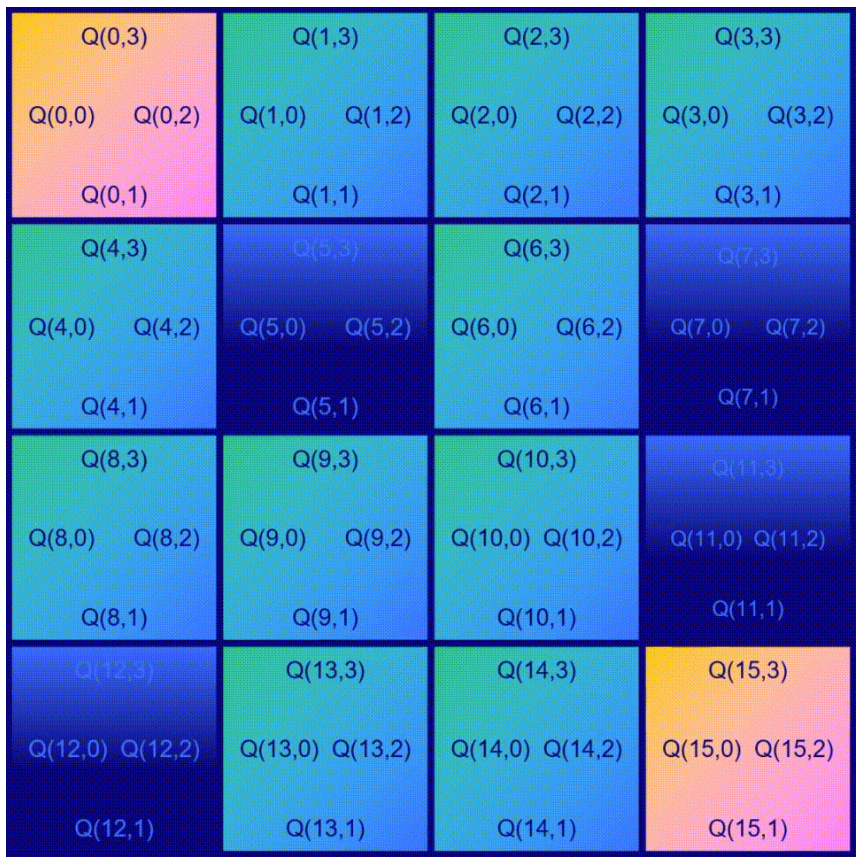 Q(0,3) Q(1,3) Q(2,3) Q(3,3)
Q(0,0) Q(0,2) Q(1,0) Q(1,2) Q(2,0) Q(2,2) Q(3,0) Q(3,2)
Q(0,1) Q(1,1) Q(2,1) Q(3,1)
Q(4,3) Q(5,3) Q(6,3) Q(7,3)
Q(4,0) Q(4,2) Q(5,0) Q(5,2) Q(6,0) Q(6,2) Q(7,0) Q(7,2)
Q(4,1) Q(5,1) Q(6,1) Q(7,1)
Q(8,3) Q(9,3) Q(10,3) Q(11,3)
Q(8,0) Q(8,2) Q(9,0) Q(9,2) Q(10,0) Q(10,2) Q(11,0) Q(11,2)
Q(8,1) Q(9,1) Q(10,1) Q(11,1)
Q(12,3) Q(13,3) Q(14,3) Q(15,3)
Q(12,0) Q(12,2) Q(13,0) Q(13,2) Q(14,0) Q(14,2) Q(15,0) Q(15,2)
Q(12,1) Q(13,1) Q(14,1) Q(15,1)